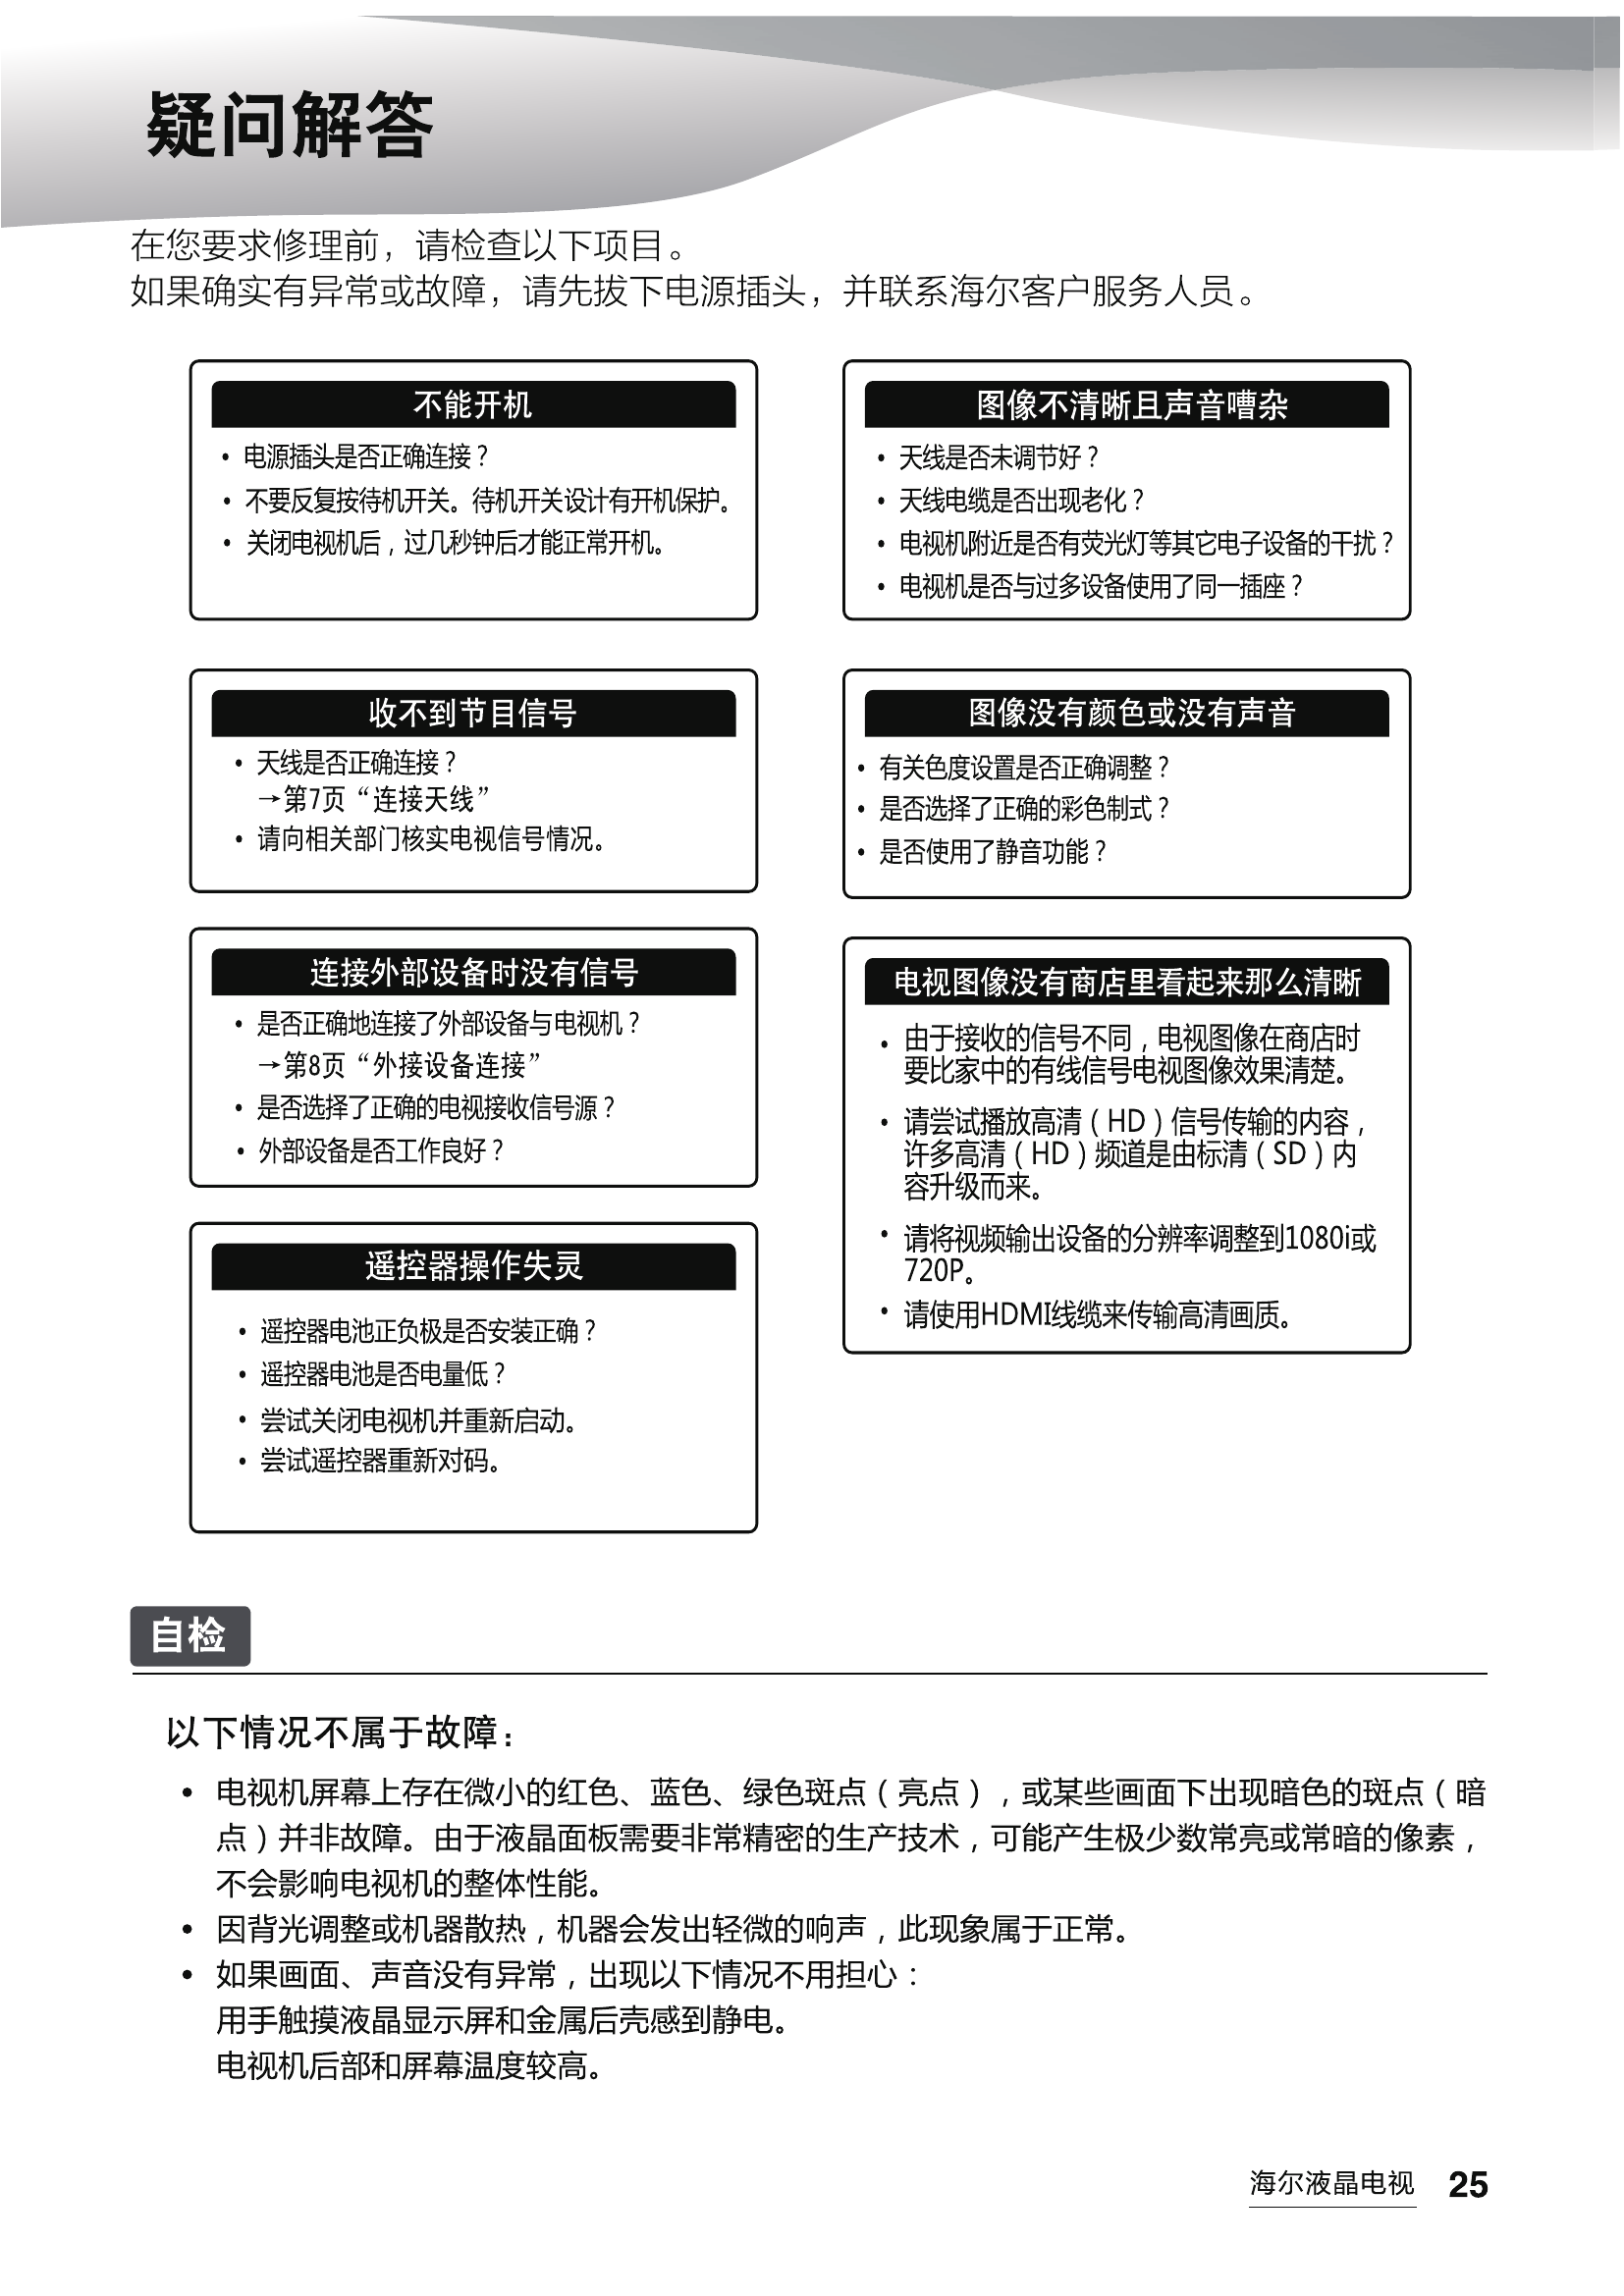 疑问解答
在您要求修理前，请检查以下项目。
如果确实有异常或故障，请先拔下电源插头，并联系海尔客户服务人员。
不能开机
• 电源插头是否正确连接？
• 不要反复按待机开关。待机开关设计有开机保护。
• 关闭电视机后，过几秒钟后才能正常开机。
收不到节目信号
• 天线是否正确连接？
→第7页“连接天线”
• 请向相关部门核实电视信号情况。
连接外部设备时没有信号
• 是否正确地连接了外部设备与电视机？
→第8页“外接设备连接”
• 是否选择了正确的电视接收信号源？
• 外部设备是否工作良好？
遥控器操作失灵
• 遥控器电池正负极是否安装正确？
• 遥控器电池是否电量低？
• 尝试关闭电视机并重新启动。
• 尝试遥控器重新对码。
图像不清晰且声音嘈杂
• 天线是否未调节好？
• 天线电缆是否出现老化？
• 电视机附近是否有荧光灯等其它电子设备的干扰？
• 电视机是否与过多设备使用了同一插座？
图像没有颜色或没有声音
• 有关色度设置是否正确调整？
• 是否选择了正确的彩色制式？
• 是否使用了静音功能？
电视图像没有商店里看起来那么清晰
• 由于接收的信号不同，电视图像在商店时
要比家中的有线信号电视图像效果清楚。
• 请尝试播放高清（HD）信号传输的内容，
许多高清（HD）频道是由标清（SD）内
容升级而来。
• 请将视频输出设备的分辨率调整到1080i或
720P。
• 请使用HDMI线缆来传输高清画质。
自检
以下情况不属于故障：
• 电视机屏幕上存在微小的红色、蓝色、绿色斑点（亮点），或某些画面下出现暗色的斑点（暗
点）并非故障。由于液晶面板需要非常精密的生产技术，可能产生极少数常亮或常暗的像素，
不会影响电视机的整体性能。
• 因背光调整或机器散热，机器会发出轻微的响声，此现象属于正常。
• 如果画面、声音没有异常，出现以下情况不用担心：
用手触摸液晶显示屏和金属后壳感到静电。
电视机后部和屏幕温度较高。
海尔液晶电视 25